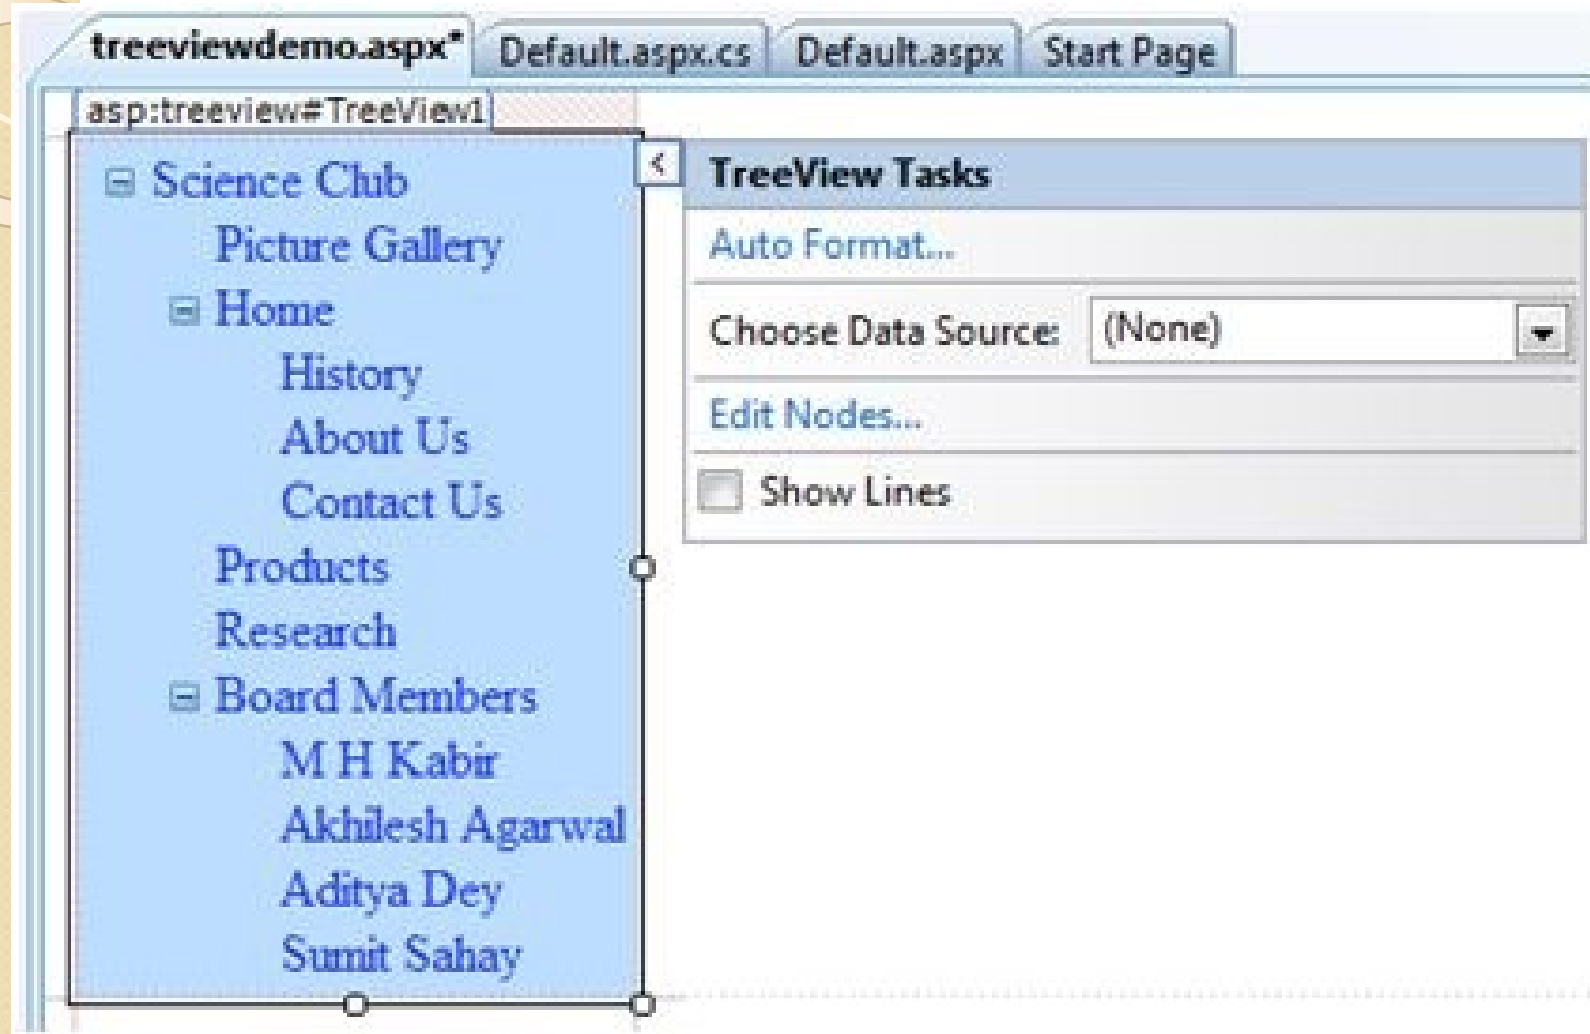 treeviewdemo.aspx* Default.aspx.cs Default.aspx Start Page
asp:treeview#TreeView1
Science Club
Picture Gallery
Home
History
About Us
Contact Us
Products
Research
Board Members
M H Kabir
Akhilesh Agarwal
Aditya Dey
Sumit Sahay
<
TreeView Tasks
Auto Format...
Choose Data Source: (None)
Edit Nodes...
Show Lines